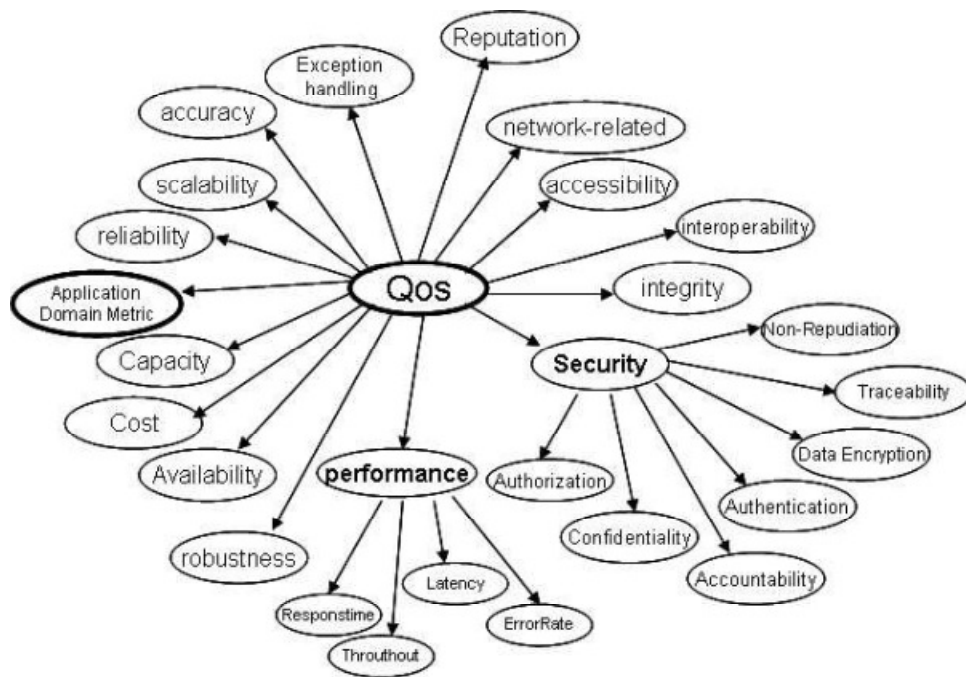 Reputation
Exception
handling
accuracy
network-related
scalability
accessibility
reliability
interoperability
Qos
integrity
Application
Domain Metric
Non-Repudiation
Capacity
Security
Traceability
Cost
Data Encryption
Availability
performance
Authorization
Authentication
Confidentiality
robustness
Accountability
Latency
Responstime
ErrorRate
Throuthout